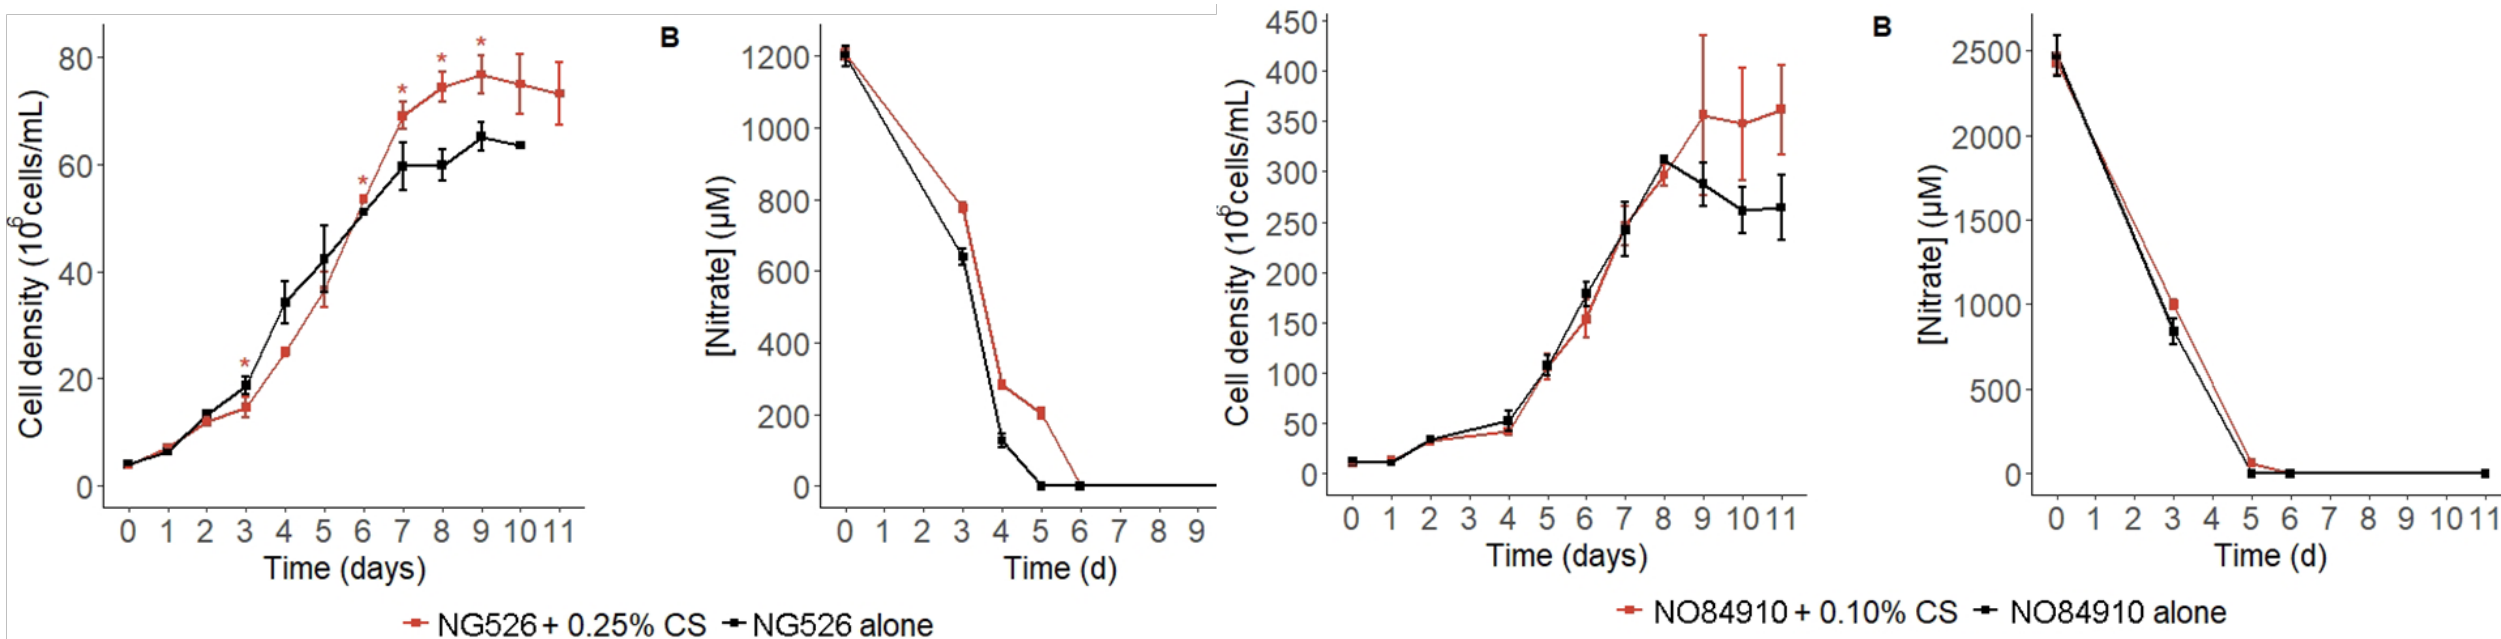 Cell density (10⁶ cells/mL)
80
60
40
20
0
* * * * *
0 1 2 3 4 5 6 7 8 9 10 11
Time (days)
B
[Nitrate] (µM)
1200
1000
800
600
400
200
0
0 1 2 3 4 5 6 7 8 9
Time (d)
NG526 + 0.25% CS NG526 alone
Cell density (10⁶ cells/mL)
450
400
350
300
250
200
150
100
50
0
0 1 2 3 4 5 6 7 8 9 10 11
Time (days)
B
[Nitrate] (µM)
2500
2000
1500
1000
500
0
0 1 2 3 4 5 6 7 8 9 10 11
Time (d)
NO84910 + 0.10% CS NO84910 alone